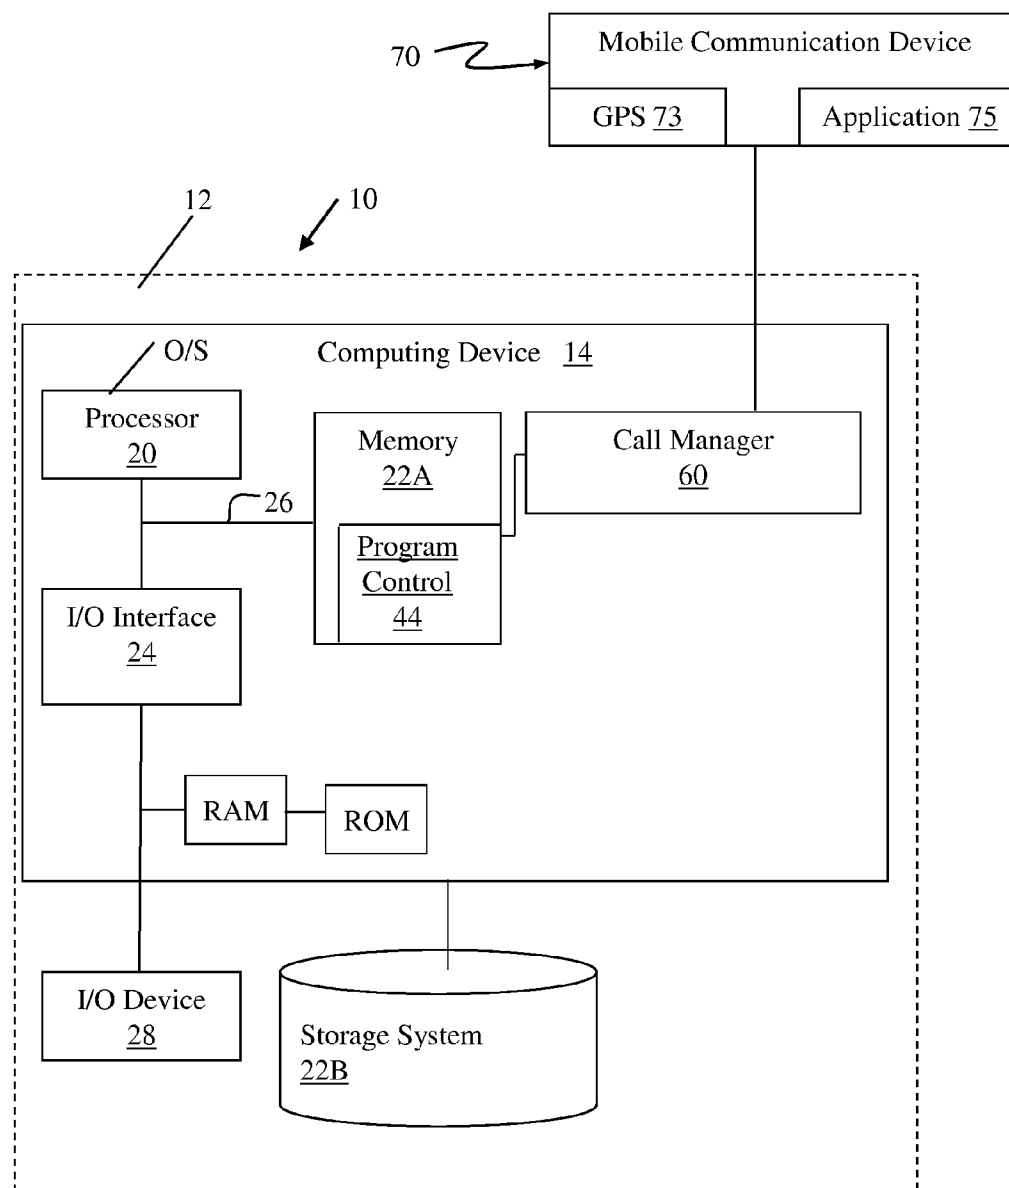 Mobile Communication Device
70
GPS 73
Application 75
12
10
O/S
Computing Device 14
Processor
20
Memory
22A
Call Manager
60
26
Program
Control
44
I/O Interface
24
RAM
ROM
I/O Device
28
Storage System
22B